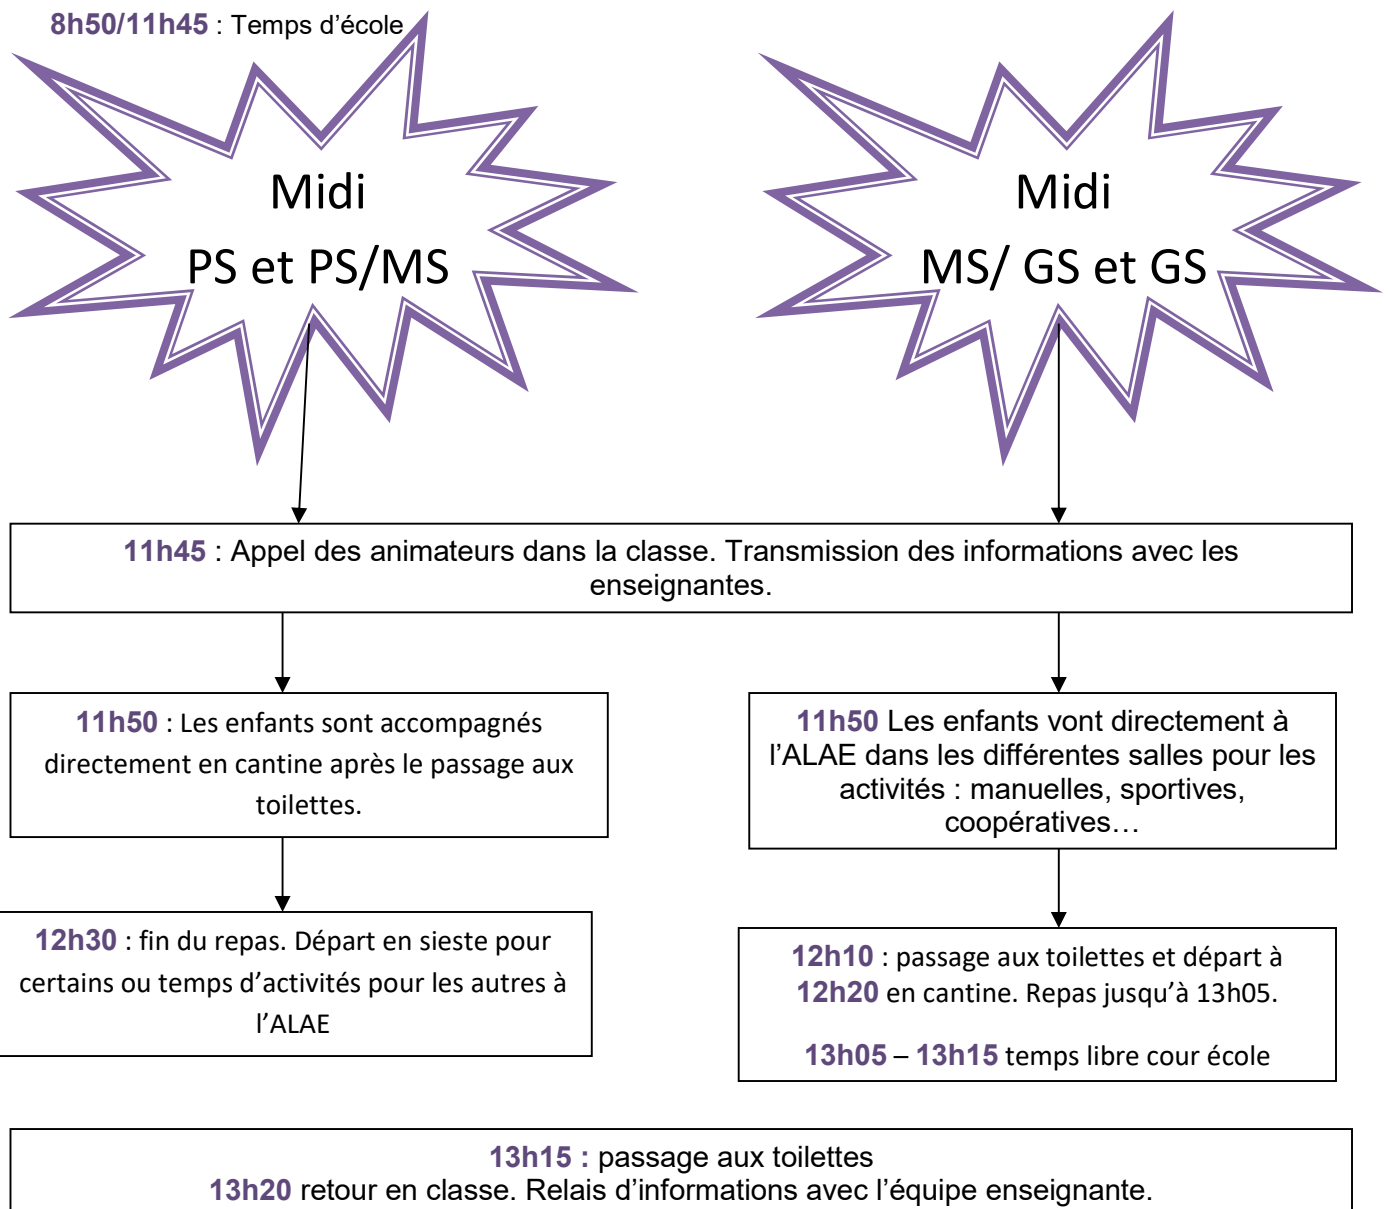 8h50/11h45 : Temps d’école
Midi
PS et PS/MS
Midi
MS/ GS et GS
11h45 : Appel des animateurs dans la classe. Transmission des informations avec les
enseignantes.
11h50 : Les enfants sont accompagnés
directement en cantine après le passage aux
toilettes.
11h50 Les enfants vont directement à
l’ALAE dans les différentes salles pour les
activités : manuelles, sportives,
coopératives…
12h30 : fin du repas. Départ en sieste pour
certains ou temps d’activités pour les autres à
l’ALAE
12h10 : passage aux toilettes et départ à
12h20 en cantine. Repas jusqu’à 13h05.
13h05 – 13h15 temps libre cour école
13h15 : passage aux toilettes
13h20 retour en classe. Relais d’informations avec l’équipe enseignante.